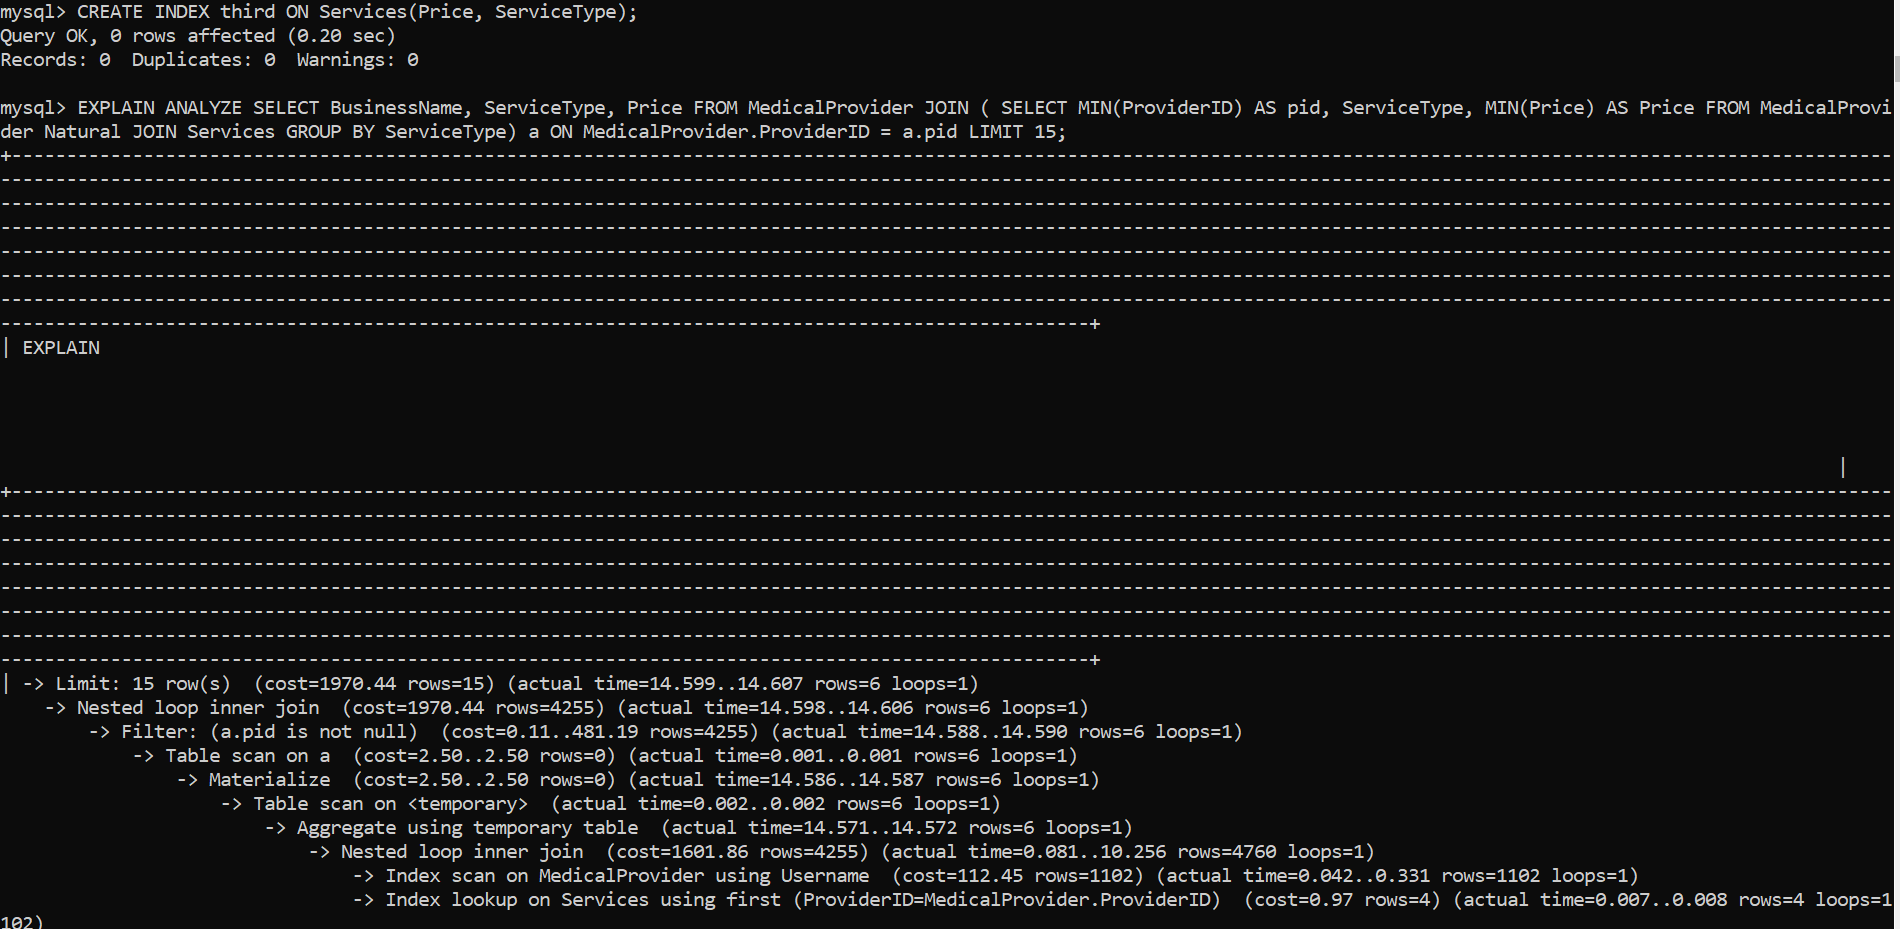 mysql> CREATE INDEX third ON Services(Price, ServiceType);
Query OK, 0 rows affected (0.20 sec)
Records: 0  Duplicates: 0  Warnings: 0
mysql> EXPLAIN ANALYZE SELECT BusinessName, ServiceType, Price FROM MedicalProvider JOIN ( SELECT MIN(ProviderID) AS pid, ServiceType, MIN(Price) AS Price FROM MedicalProvi
der Natural JOIN Services GROUP BY ServiceType) a ON MedicalProvider.ProviderID = a.pid LIMIT 15;
| EXPLAIN
|
| -> Limit: 15 row(s)  (cost=1970.44 rows=15) (actual time=14.599..14.607 rows=6 loops=1)
-> Nested loop inner join  (cost=1970.44 rows=4255) (actual time=14.598..14.606 rows=6 loops=1)
-> Filter: (a.pid is not null)  (cost=0.11..481.19 rows=4255) (actual time=14.588..14.590 rows=6 loops=1)
-> Table scan on a  (cost=2.50..2.50 rows=0) (actual time=0.001..0.001 rows=6 loops=1)
-> Materialize  (cost=2.50..2.50 rows=0) (actual time=14.586..14.587 rows=6 loops=1)
-> Table scan on <temporary>  (actual time=0.002..0.002 rows=6 loops=1)
-> Aggregate using temporary table  (actual time=14.571..14.572 rows=6 loops=1)
-> Nested loop inner join  (cost=1601.86 rows=4255) (actual time=0.081..10.256 rows=4760 loops=1)
-> Index scan on MedicalProvider using Username  (cost=112.45 rows=1102) (actual time=0.042..0.331 rows=1102 loops=1)
-> Index lookup on Services using first (ProviderID=MedicalProvider.ProviderID)  (cost=0.97 rows=4) (actual time=0.007..0.008 rows=4 loops=1
102)